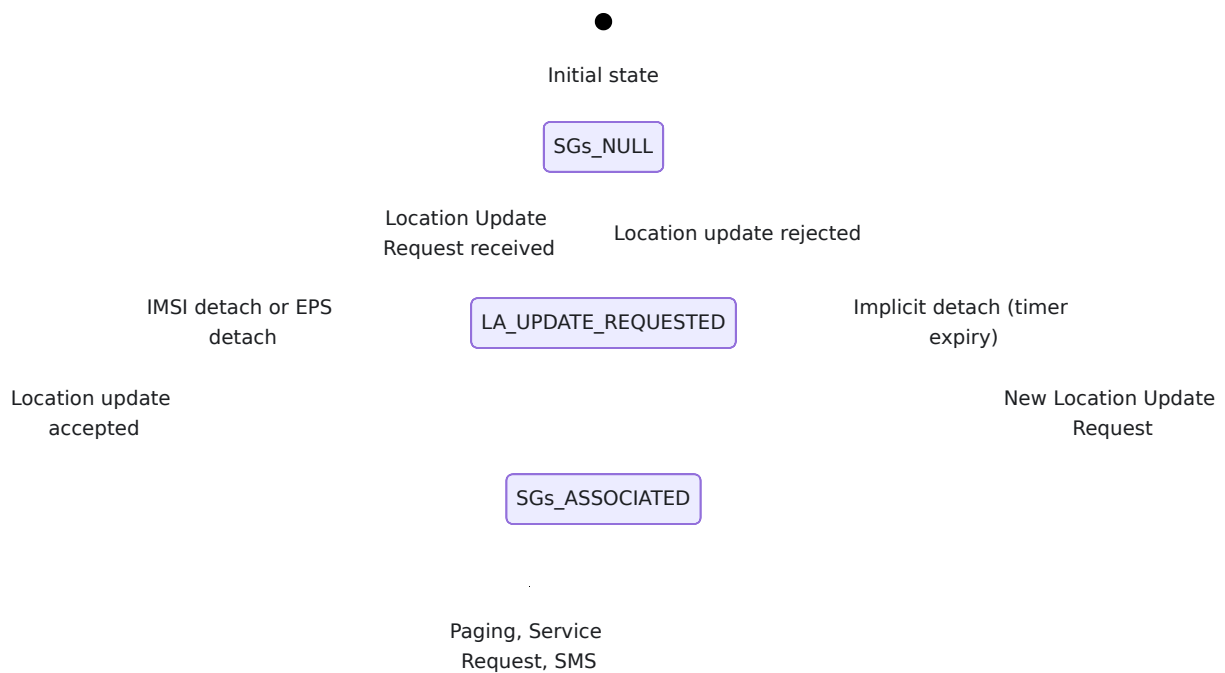 Initial state
SGs_NULL
Location Update
Request received
Location update rejected
IMSI detach or EPS
detach
LA_UPDATE_REQUESTED
Implicit detach (timer
expiry)
Location update
accepted
New Location Update
Request
SGs_ASSOCIATED
Paging, Service
Request, SMS